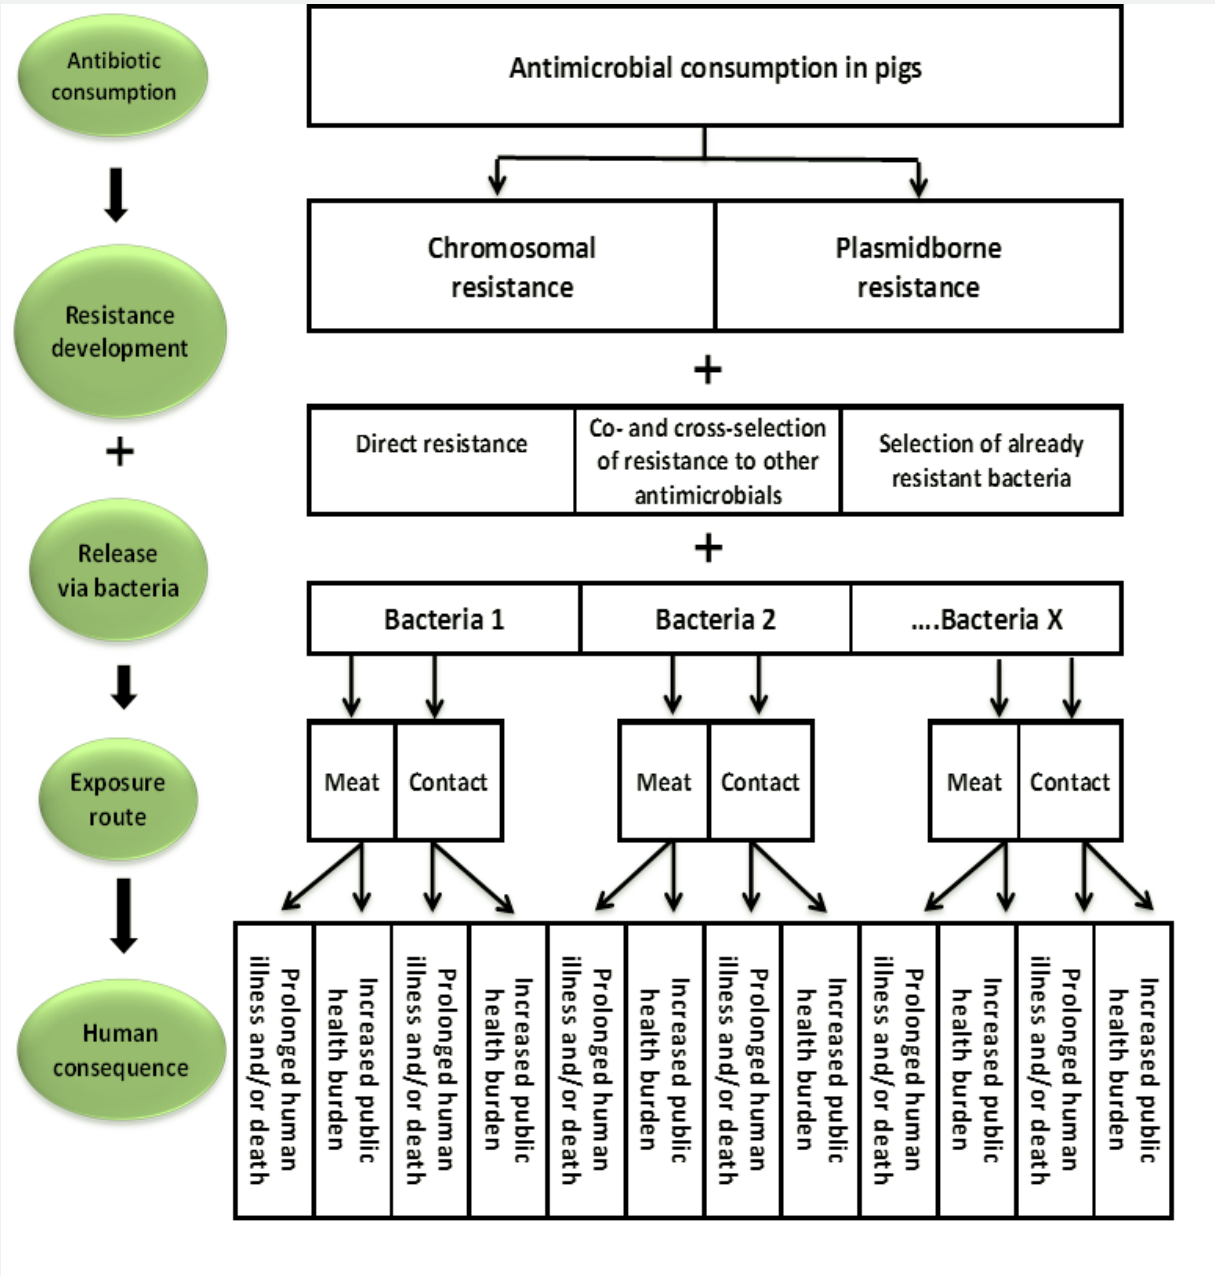 Antibiotic
consumption
Antimicrobial consumption in pigs
Resistance
development
Chromosomal
resistance
Plasmidborne
resistance
+
+
Direct resistance
Co- and cross-selection
of resistance to other
antimicrobials
Selection of already
resistant bacteria
+
Release
via bacteria
Bacteria 1
Bacteria 2
....Bacteria X
Exposure
route
Meat
Contact
Meat
Contact
Meat
Contact
Human
consequence
Prolonged human
illness and/or death
Increased public
health burden
Prolonged human
illness and/or death
Increased public
health burden
Prolonged human
illness and/or death
Increased public
health burden
Prolonged human
illness and/or death
Increased public
health burden
Prolonged human
illness and/or death
Increased public
health burden
Prolonged human
illness and/or death
Increased public
health burden